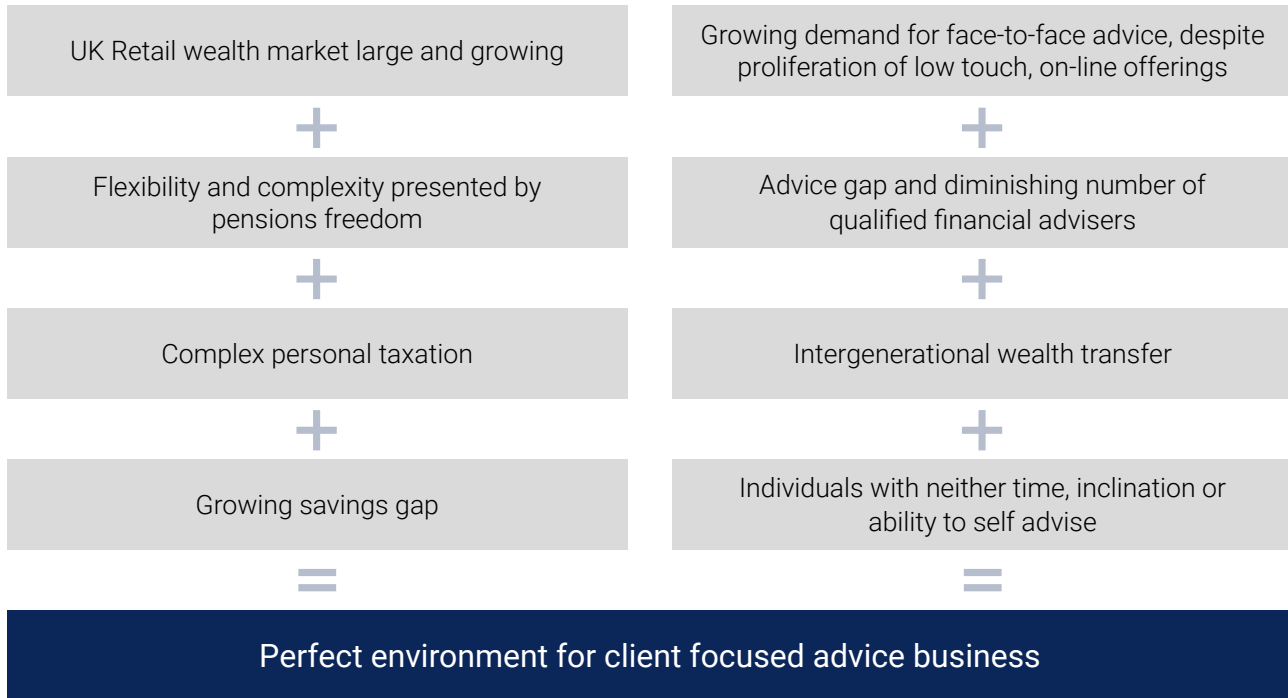 UK Retail wealth market large and growing
+
Flexibility and complexity presented by
pensions freedom
+
Complex personal taxation
+
Growing savings gap
=
Growing demand for face-to-face advice, despite
proliferation of low touch, on-line offerings
+
Advice gap and diminishing number of
qualified financial advisers
+
Intergenerational wealth transfer
+
Individuals with neither time, inclination or
ability to self advise
=
Perfect environment for client focused advice business